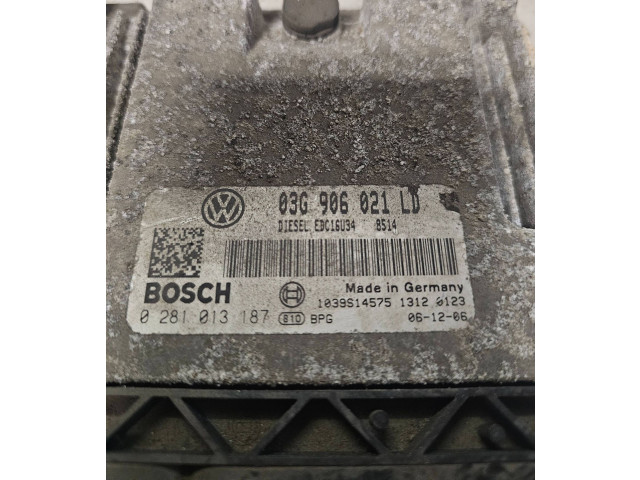 03G 906 021 LD
DIESEL EDC16U34 8514
BOSCH
Made in Germany
1039S14575 1312 0123
0 281 013 187 810 BPG 06-12-06